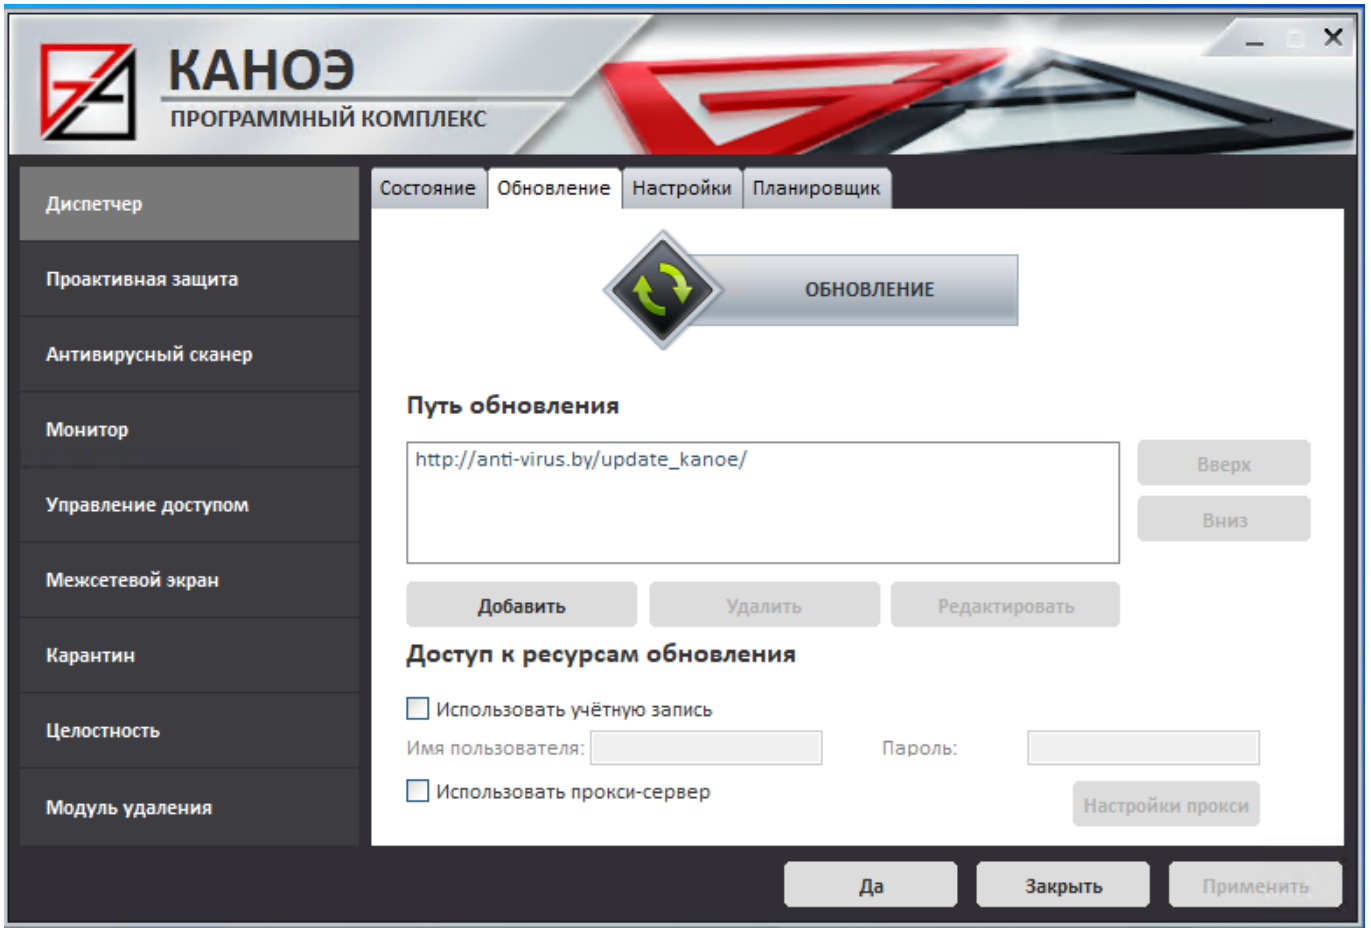 КАНОЭ
ПРОГРАММНЫЙ КОМПЛЕКС
Диспетчер
Проактивная защита
Антивирусный сканер
Монитор
Управление доступом
Межсетевой экран
Карантин
Целостность
Модуль удаления
Состояние Обновление Настройки Планировщик
ОБНОВЛЕНИЕ
Путь обновления
http://anti-virus.by/update_kanoe/
Вверх
Вниз
Добавить Удалить Редактировать
Доступ к ресурсам обновления
Использовать учётную запись
Имя пользователя: Пароль:
Использовать прокси-сервер
Настройки прокси
Да Закрыть Применить